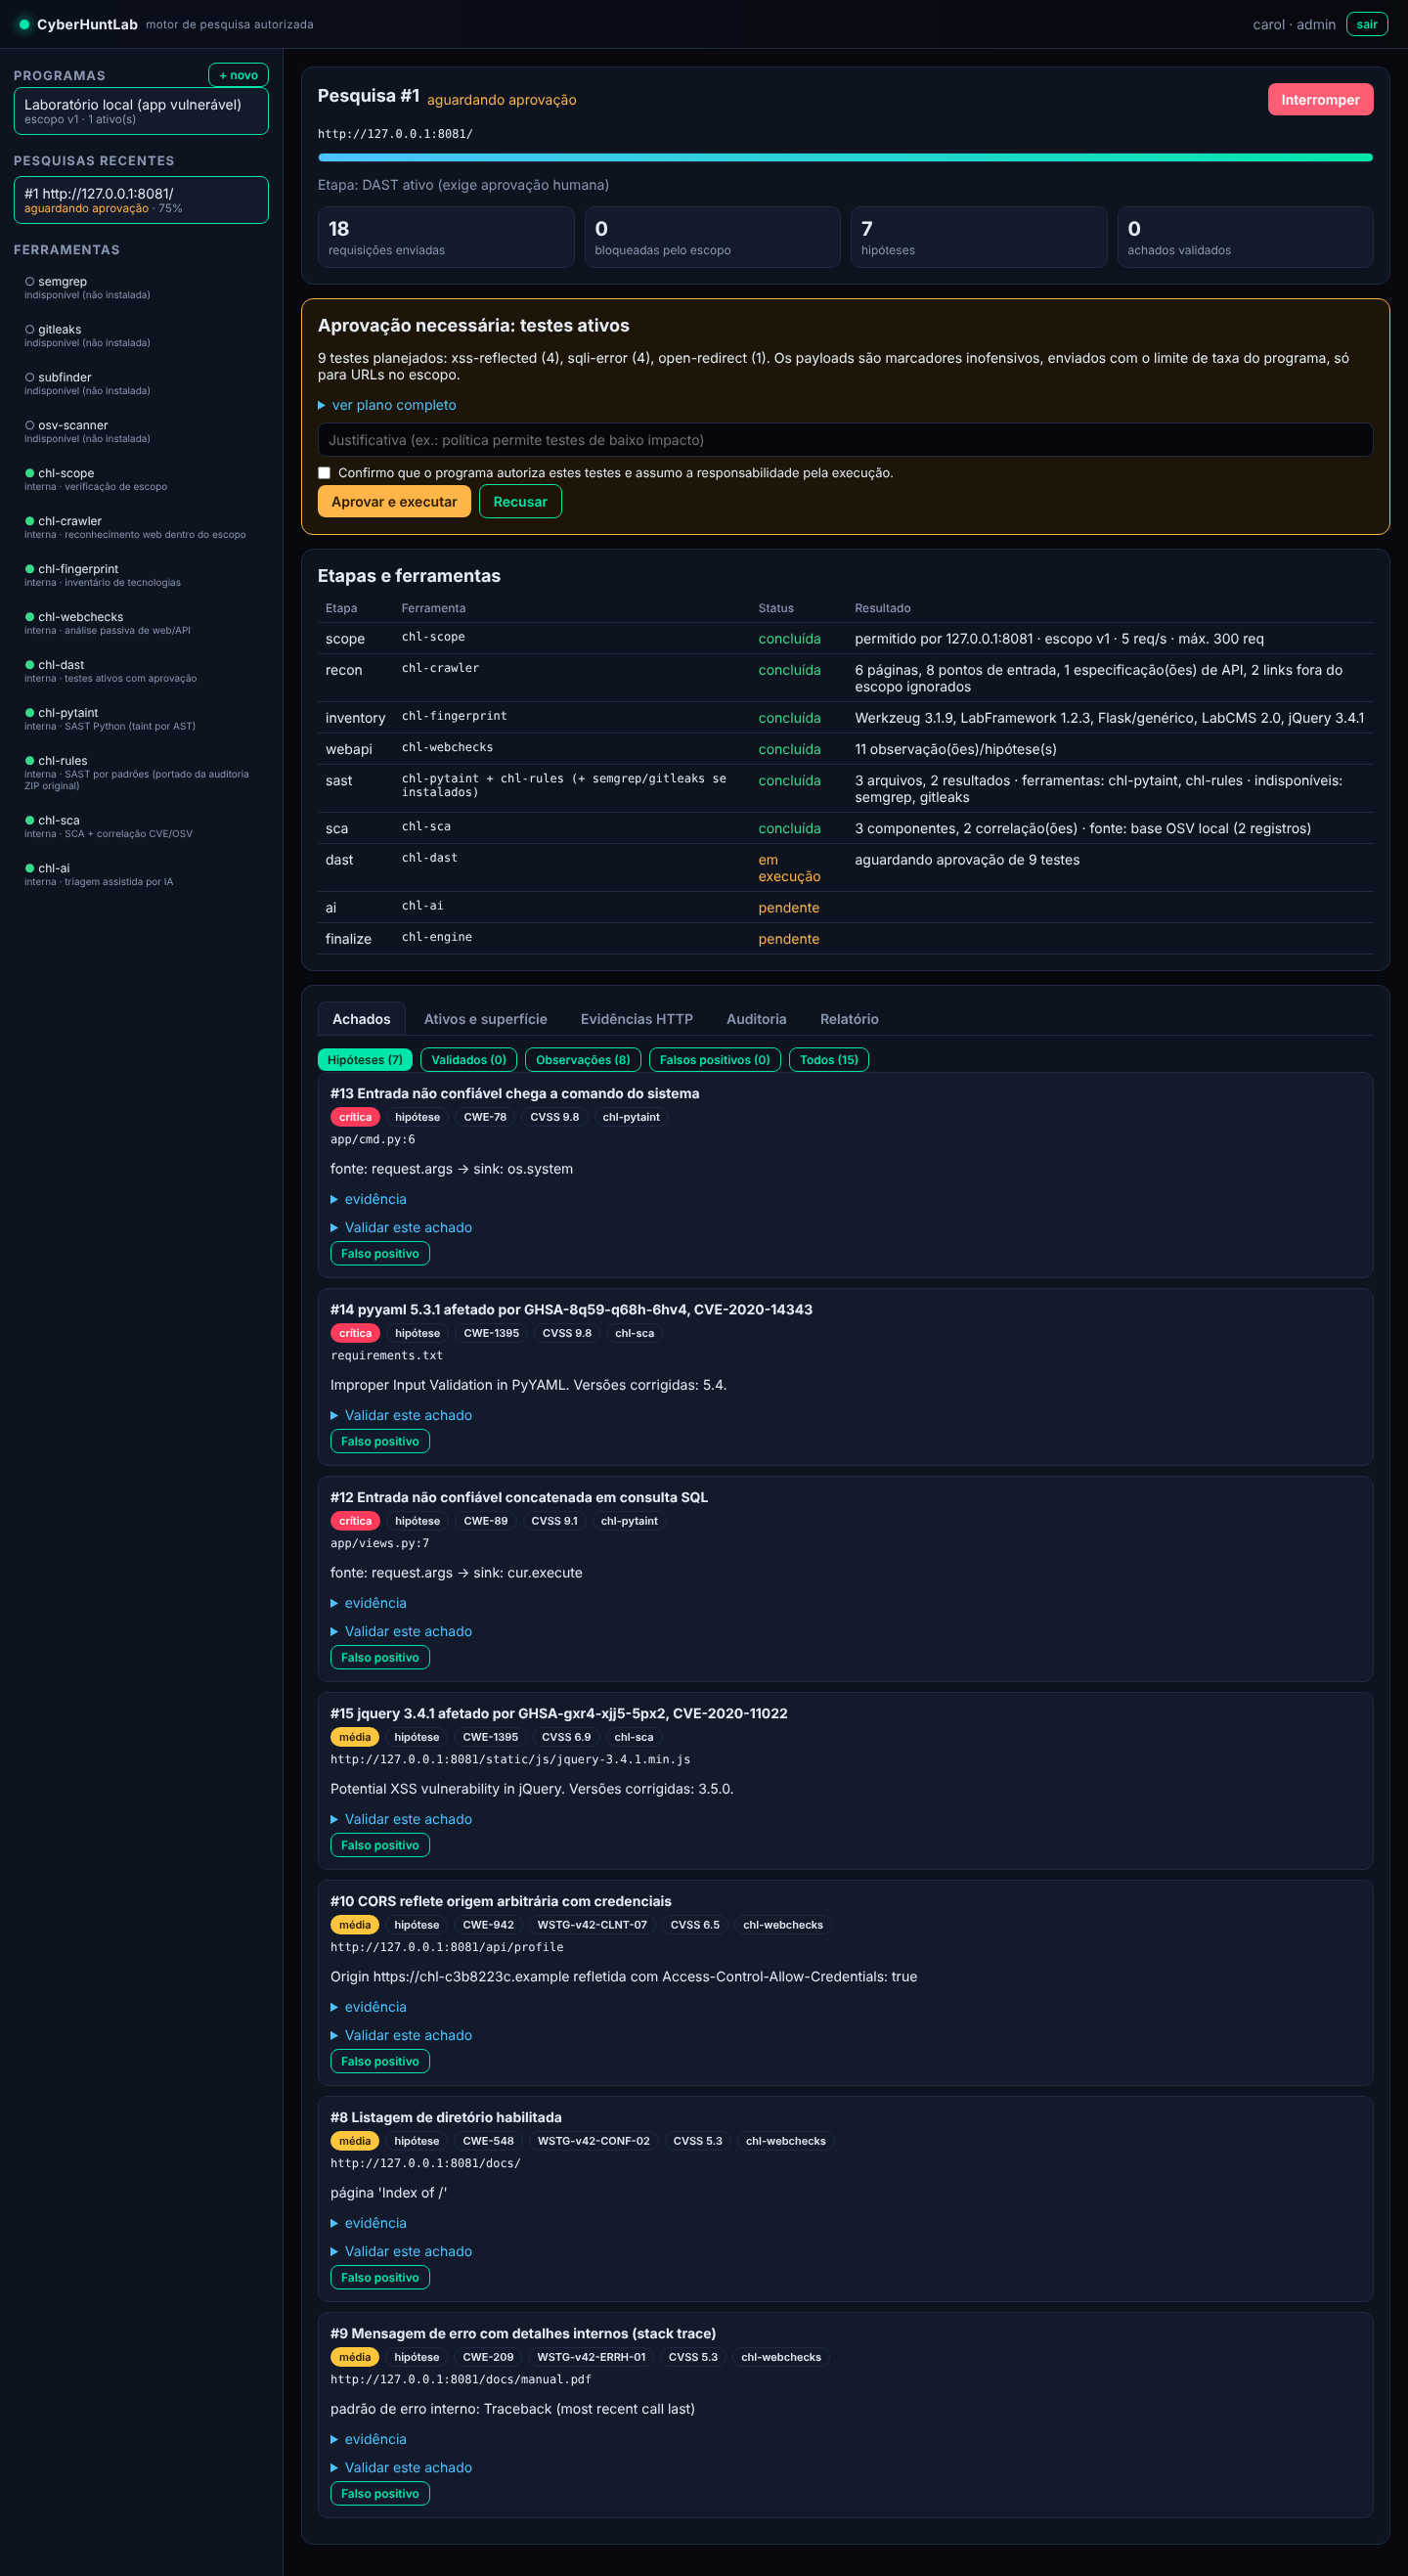 CyberHuntLab motor de pesquisa autorizada
carol · admin
sair
PROGRAMAS
+ novo
Laboratório local (app vulnerável)
escopo v1 · 1 ativo(s)
PESQUISAS RECENTES
#1 http://127.0.0.1:8081/
aguardando aprovação · 75%
FERRAMENTAS
semgrep
indisponível (não instalada)
gitleaks
indisponível (não instalada)
subfinder
indisponível (não instalada)
osv-scanner
indisponível (não instalada)
chl-scope
interna · verificação de escopo
chl-crawler
interna · reconhecimento web dentro do escopo
chl-fingerprint
interna · inventário de tecnologias
chl-webchecks
interna · análise passiva de web/API
chl-dast
interna · testes ativos com aprovação
chl-pytaint
interna · SAST Python (taint por AST)
chl-rules
interna · SAST por padrões (portado da auditoria
ZIP original)
chl-sca
interna · SCA + correlação CVE/OSV
chl-ai
interna · triagem assistida por IA
Pesquisa #1 aguardando aprovação
Interromper
http://127.0.0.1:8081/
Etapa: DAST ativo (exige aprovação humana)
18
requisições enviadas
0
bloqueadas pelo escopo
7
hipóteses
0
achados validados
Aprovação necessária: testes ativos
9 testes planejados: xss-reflected (4), sqli-error (4), open-redirect (1). Os payloads são marcadores inofensivos, enviados com o limite de taxa do programa, só
para URLs no escopo.
ver plano completo
Justificativa (ex.: política permite testes de baixo impacto)
Confirmo que o programa autoriza estes testes e assumo a responsabilidade pela execução.
Aprovar e executar
Recusar
Etapas e ferramentas
Etapa Ferramenta Status Resultado
scope chl-scope concluída permitido por 127.0.0.1:8081 · escopo v1 · 5 req/s · máx. 300 req
recon chl-crawler concluída 6 páginas, 8 pontos de entrada, 1 especificação(ões) de API, 2 links fora do
escopo ignorados
inventory chl-fingerprint concluída Werkzeug 3.1.9, LabFramework 1.2.3, Flask/genérico, LabCMS 2.0, jQuery 3.4.1
webapi chl-webchecks concluída 11 observação(ões)/hipótese(s)
sast chl-pytaint + chl-rules (+ semgrep/gitleaks se concluída 3 arquivos, 2 resultados · ferramentas: chl-pytaint, chl-rules · indisponíveis:
instalados) semgrep, gitleaks
sca chl-sca concluída 3 componentes, 2 correlação(ões) · fonte: base OSV local (2 registros)
dast chl-dast em aguardando aprovação de 9 testes
execução
ai chl-ai pendente
finalize chl-engine pendente
Achados Ativos e superfície Evidências HTTP Auditoria Relatório
Hipóteses (7) Validados (0) Observações (8) Falsos positivos (0) Todos (15)
#13 Entrada não confiável chega a comando do sistema
crítica hipótese CWE-78 CVSS 9.8 chl-pytaint
app/cmd.py:6
fonte: request.args → sink: os.system
evidência
Validar este achado
Falso positivo
#14 pyyaml 5.3.1 afetado por GHSA-8q59-q68h-6hv4, CVE-2020-14343
crítica hipótese CWE-1395 CVSS 9.8 chl-sca
requirements.txt
Improper Input Validation in PyYAML. Versões corrigidas: 5.4.
Validar este achado
Falso positivo
#12 Entrada não confiável concatenada em consulta SQL
crítica hipótese CWE-89 CVSS 9.1 chl-pytaint
app/views.py:7
fonte: request.args → sink: cur.execute
evidência
Validar este achado
Falso positivo
#15 jquery 3.4.1 afetado por GHSA-gxr4-xjj5-5px2, CVE-2020-11022
média hipótese CWE-1395 CVSS 6.9 chl-sca
http://127.0.0.1:8081/static/js/jquery-3.4.1.min.js
Potential XSS vulnerability in jQuery. Versões corrigidas: 3.5.0.
Validar este achado
Falso positivo
#10 CORS reflete origem arbitrária com credenciais
média hipótese CWE-942 WSTG-v42-CLNT-07 CVSS 6.5 chl-webchecks
http://127.0.0.1:8081/api/profile
Origin https://chl-c3b8223c.example refletida com Access-Control-Allow-Credentials: true
evidência
Validar este achado
Falso positivo
#8 Listagem de diretório habilitada
média hipótese CWE-548 WSTG-v42-CONF-02 CVSS 5.3 chl-webchecks
http://127.0.0.1:8081/docs/
página 'Index of /'
evidência
Validar este achado
Falso positivo
#9 Mensagem de erro com detalhes internos (stack trace)
média hipótese CWE-209 WSTG-v42-ERRH-01 CVSS 5.3 chl-webchecks
http://127.0.0.1:8081/docs/manual.pdf
padrão de erro interno: Traceback (most recent call last)
evidência
Validar este achado
Falso positivo